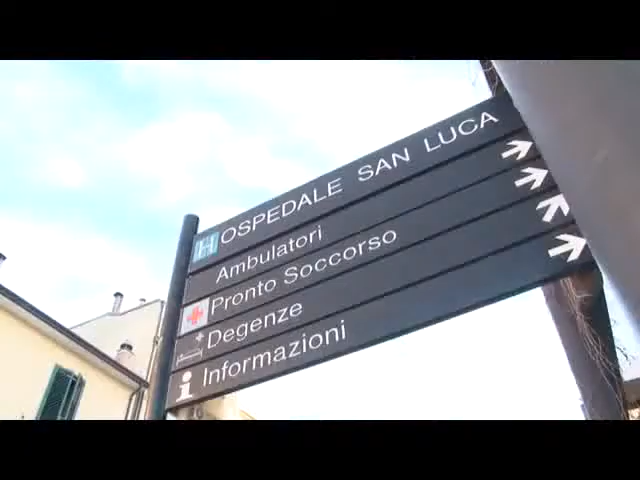 H OSPEDALE SAN LUCA
Ambulatori
Pronto Soccorso
Degenze
i Informazioni